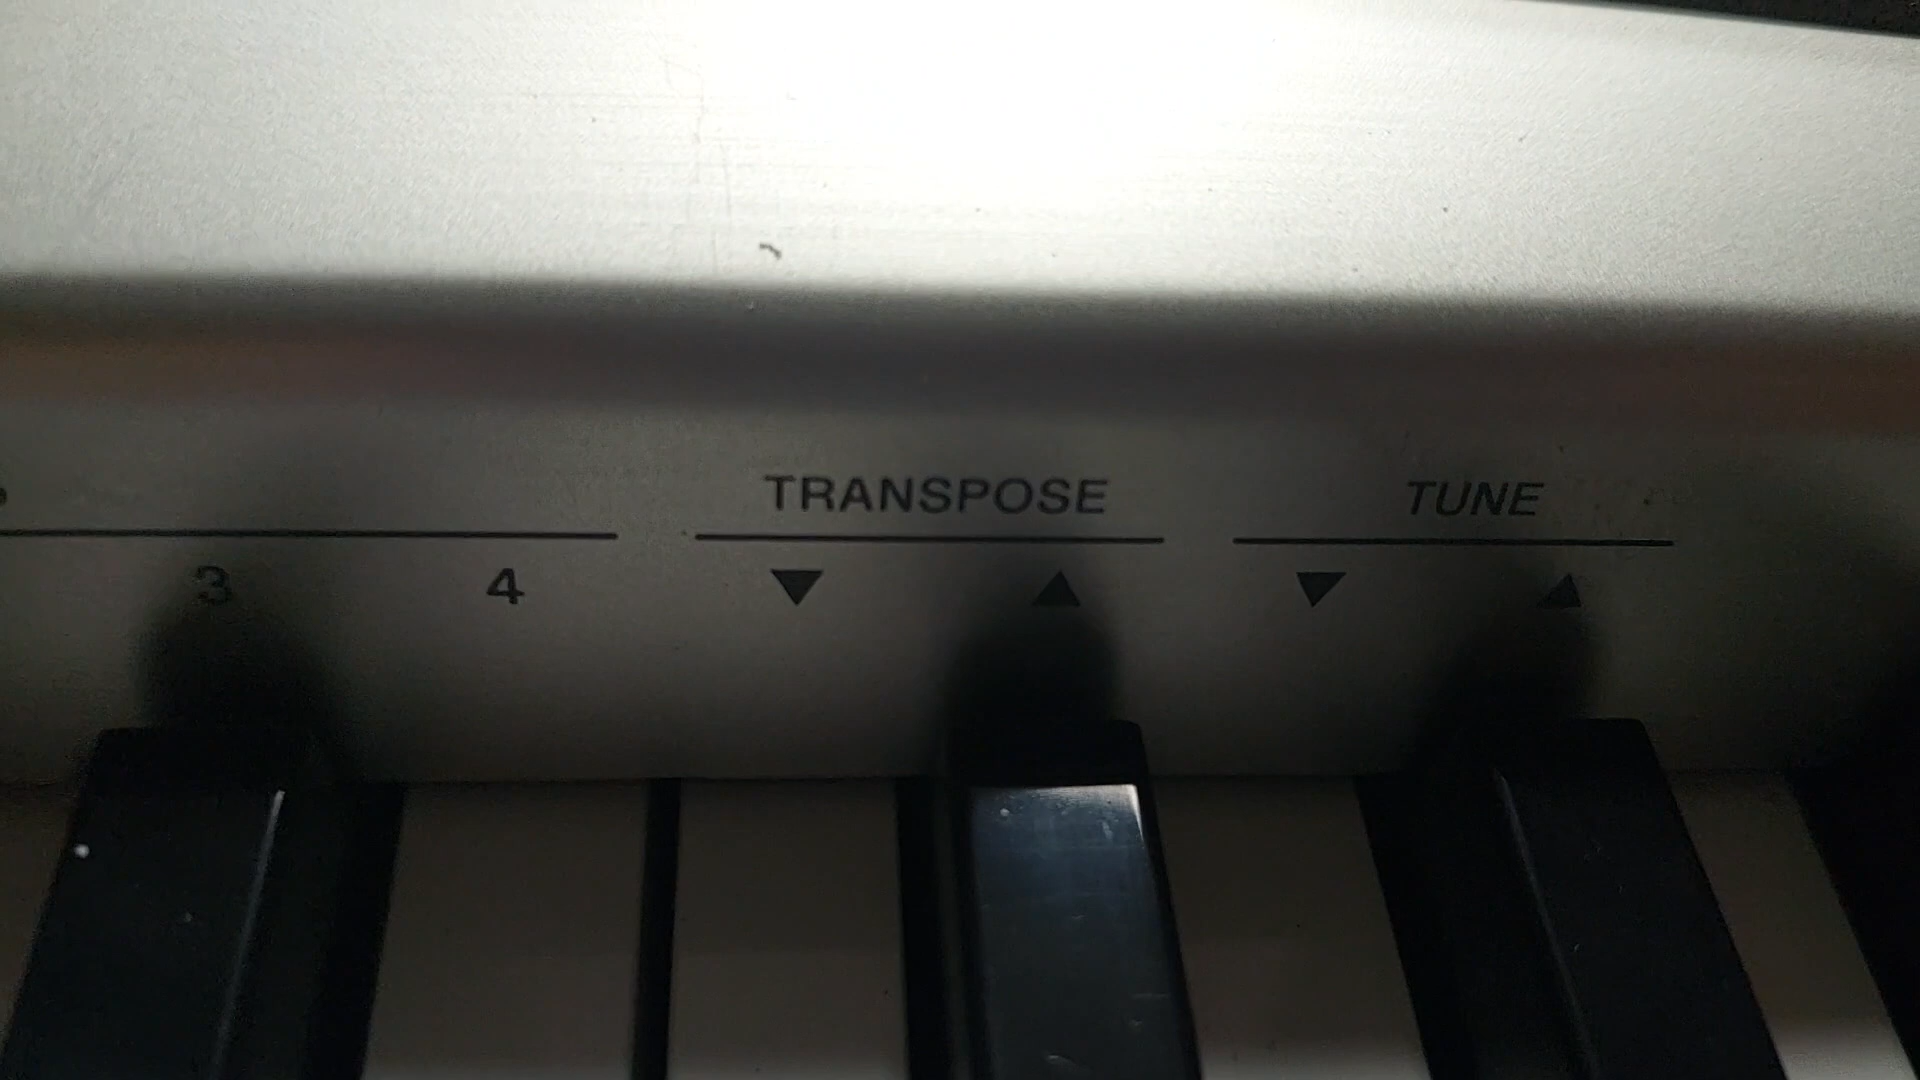 TRANSPOSE TUNE
3 4 ▼ ▲ ▼ ▲